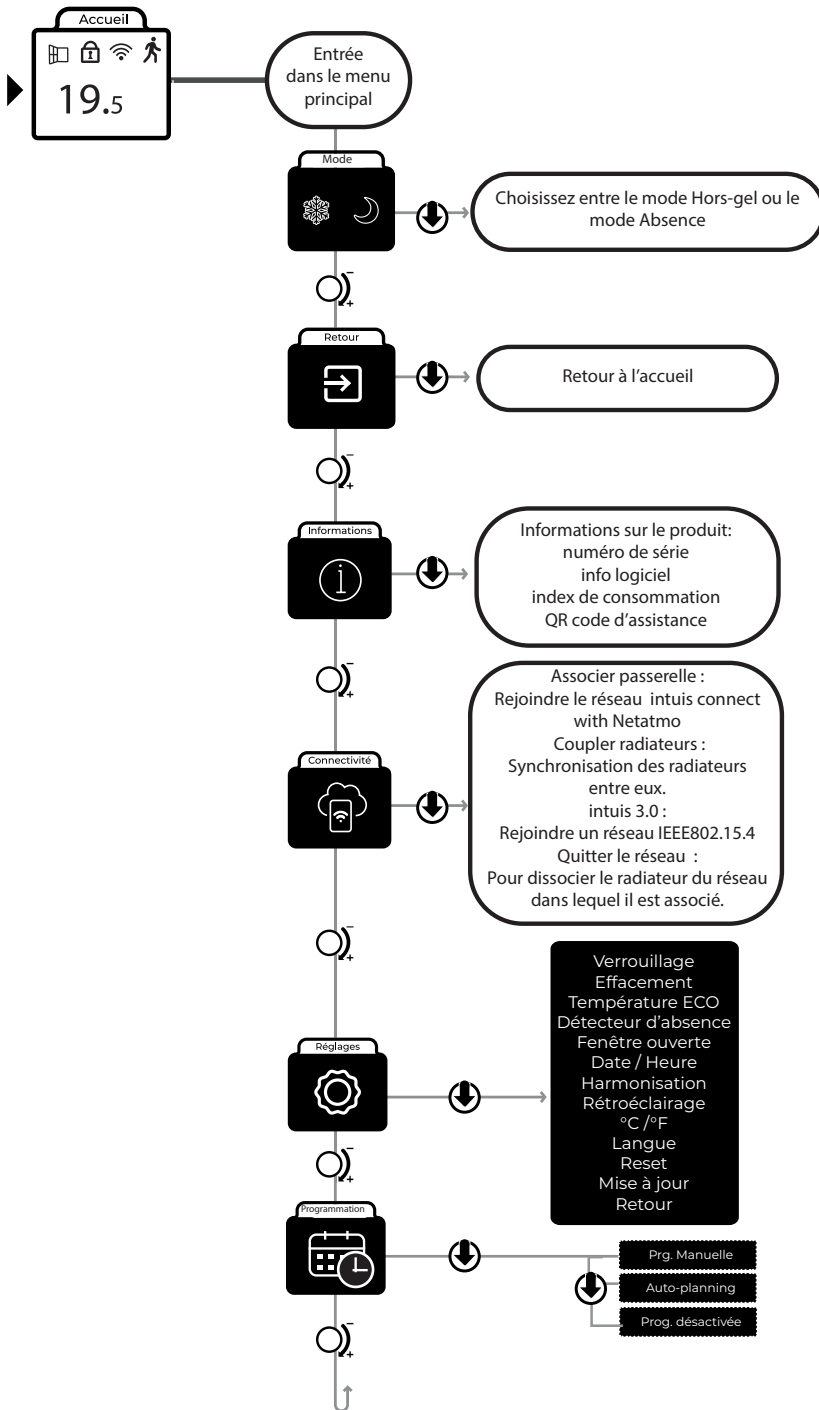 Accueil
19.5
Entrée
dans le menu
principal
Mode
Choisissez entre le mode Hors-gel ou le
mode Absence
- 
+
Retour
Retour à l'accueil
-
+
Informations
i
Informations sur le produit:
numéro de série
info logiciel
index de consommation
QR code d'assistance
-
+
Connectivité
Associer passerelle :
Rejoindre le réseau intuis connect
with Netatmo
Coupler radiateurs :
Synchronisation des radiateurs
entre eux.
intuis 3.0 :
Rejoindre un réseau IEEE802.15.4
Quitter le réseau :
Pour dissocier le radiateur du réseau
dans lequel il est associé.
-
+
Réglages
Verrouillage
Effacement
Température ECO
Détecteur d'absence
Fenêtre ouverte
Date / Heure
Harmonisation
Rétroéclairage
°C /°F
Langue
Reset
Mise à jour
Retour
-
+
Programmation
Prg. Manuelle
Auto-planning
Prog. désactivée
-
+